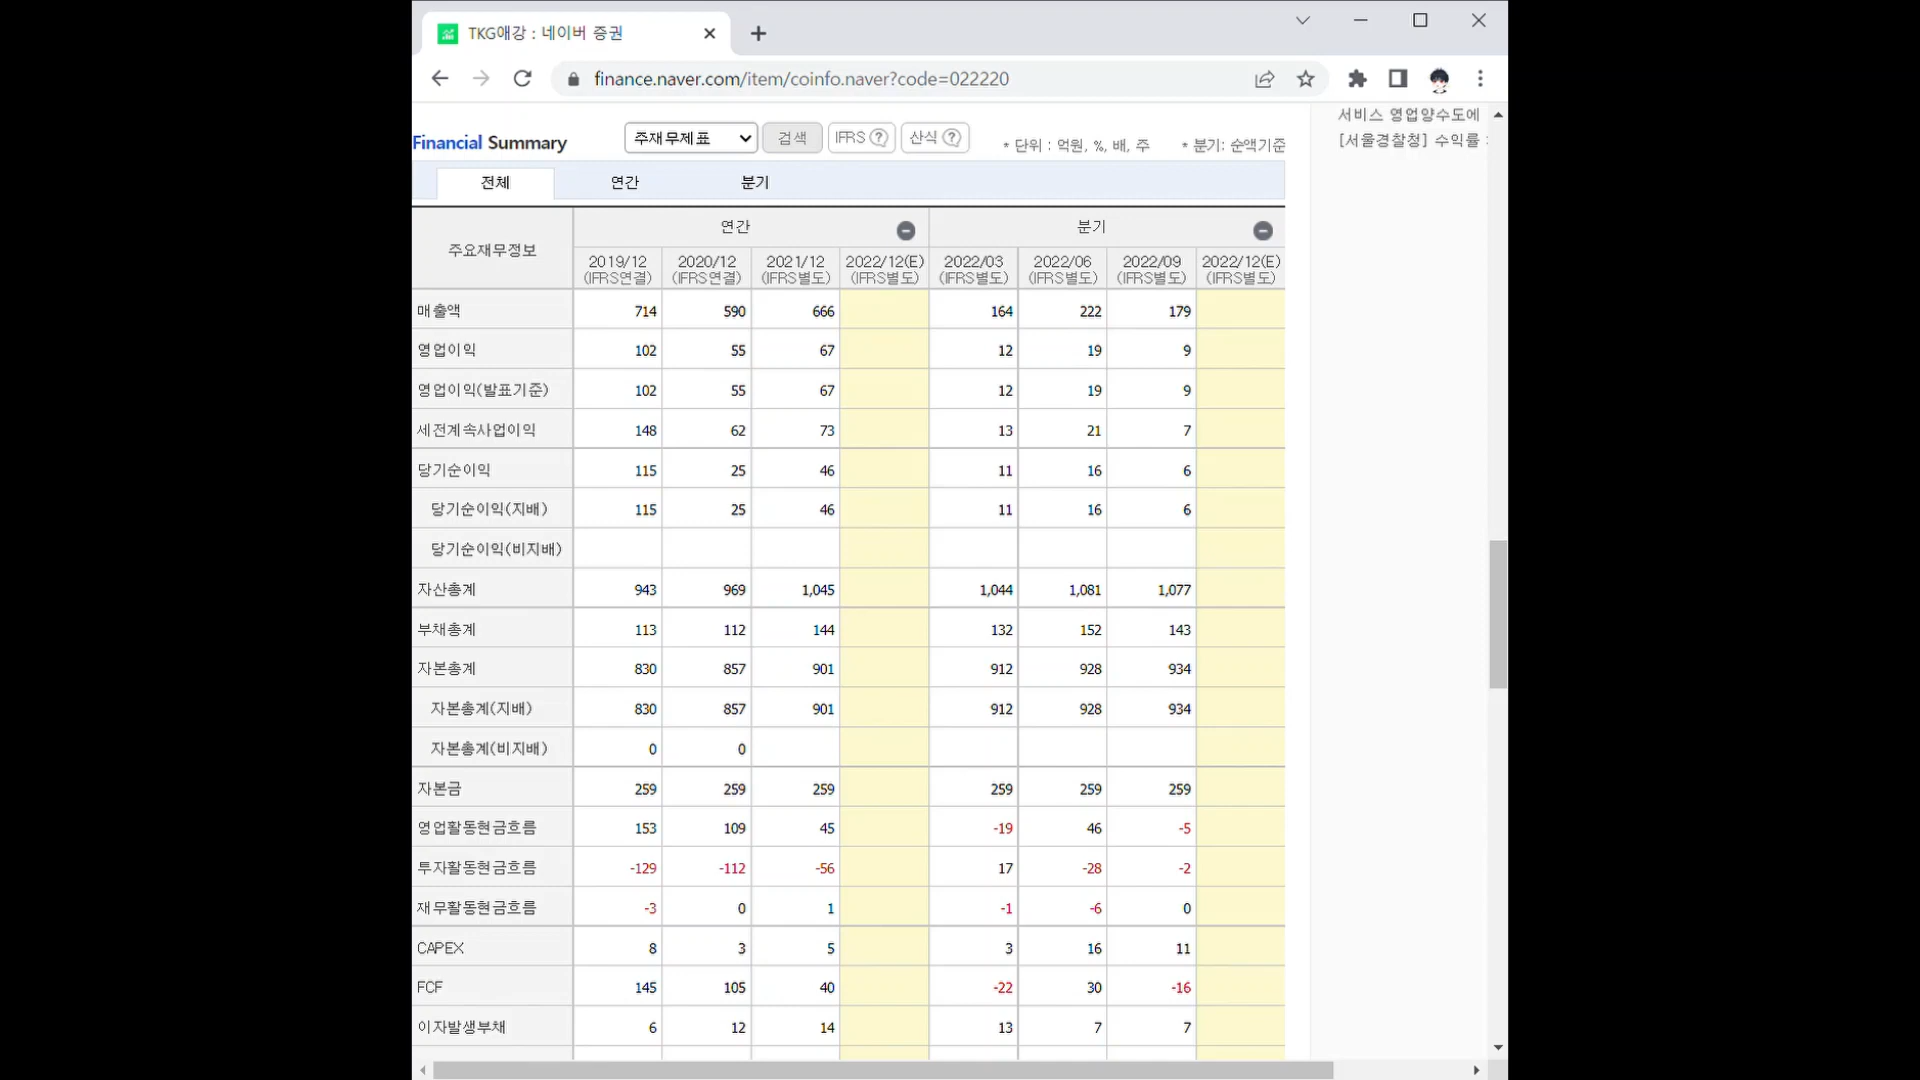 TKG애강 : 네이버 증권
finance.naver.com/item/coinfo.naver?code=022220
서비스 영업양수도에
[서울경찰청] 수익률
Financial Summary 주재무제표 검색 IFRS ? 산식 ? * 단위 : 억원, %, 배, 주 * 분기: 순액기준
전체 연간 분기
주요재무정보 연간 분기
2019/12 2020/12 2021/12 2022/12(E) 2022/03 2022/06 2022/09 2022/12(E)
(IFRS연결) (IFRS연결) (IFRS별도) (IFRS별도) (IFRS별도) (IFRS별도) (IFRS별도) (IFRS별도)
매출액 714 590 666 164 222 179
영업이익 102 55 67 12 19 9
영업이익(발표기준) 102 55 67 12 19 9
세전계속사업이익 148 62 73 13 21 7
당기순이익 115 25 46 11 16 6
당기순이익(지배) 115 25 46 11 16 6
당기순이익(비지배)
자산총계 943 969 1,045 1,044 1,081 1,077
부채총계 113 112 144 132 152 143
자본총계 830 857 901 912 928 934
자본총계(지배) 830 857 901 912 928 934
자본총계(비지배) 0 0
자본금 259 259 259 259 259 259
영업활동현금흐름 153 109 45 -19 46 -5
투자활동현금흐름 -129 -112 -56 17 -28 -2
재무활동현금흐름 -3 0 1 -1 -6 0
CAPEX 8 3 5 3 16 11
FCF 145 105 40 -22 30 -16
이자발생부채 6 12 14 13 7 7